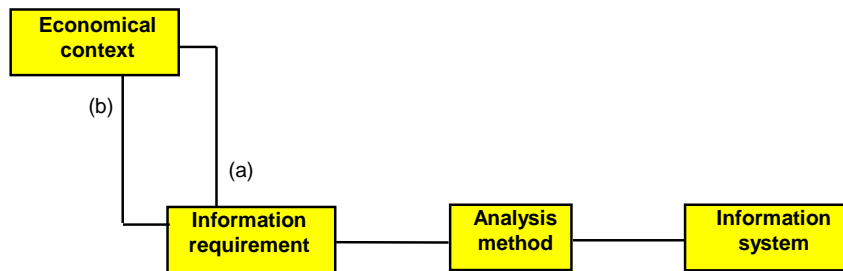 Economical
context
(b)
(a)
Information
requirement
Analysis
method
Information
system